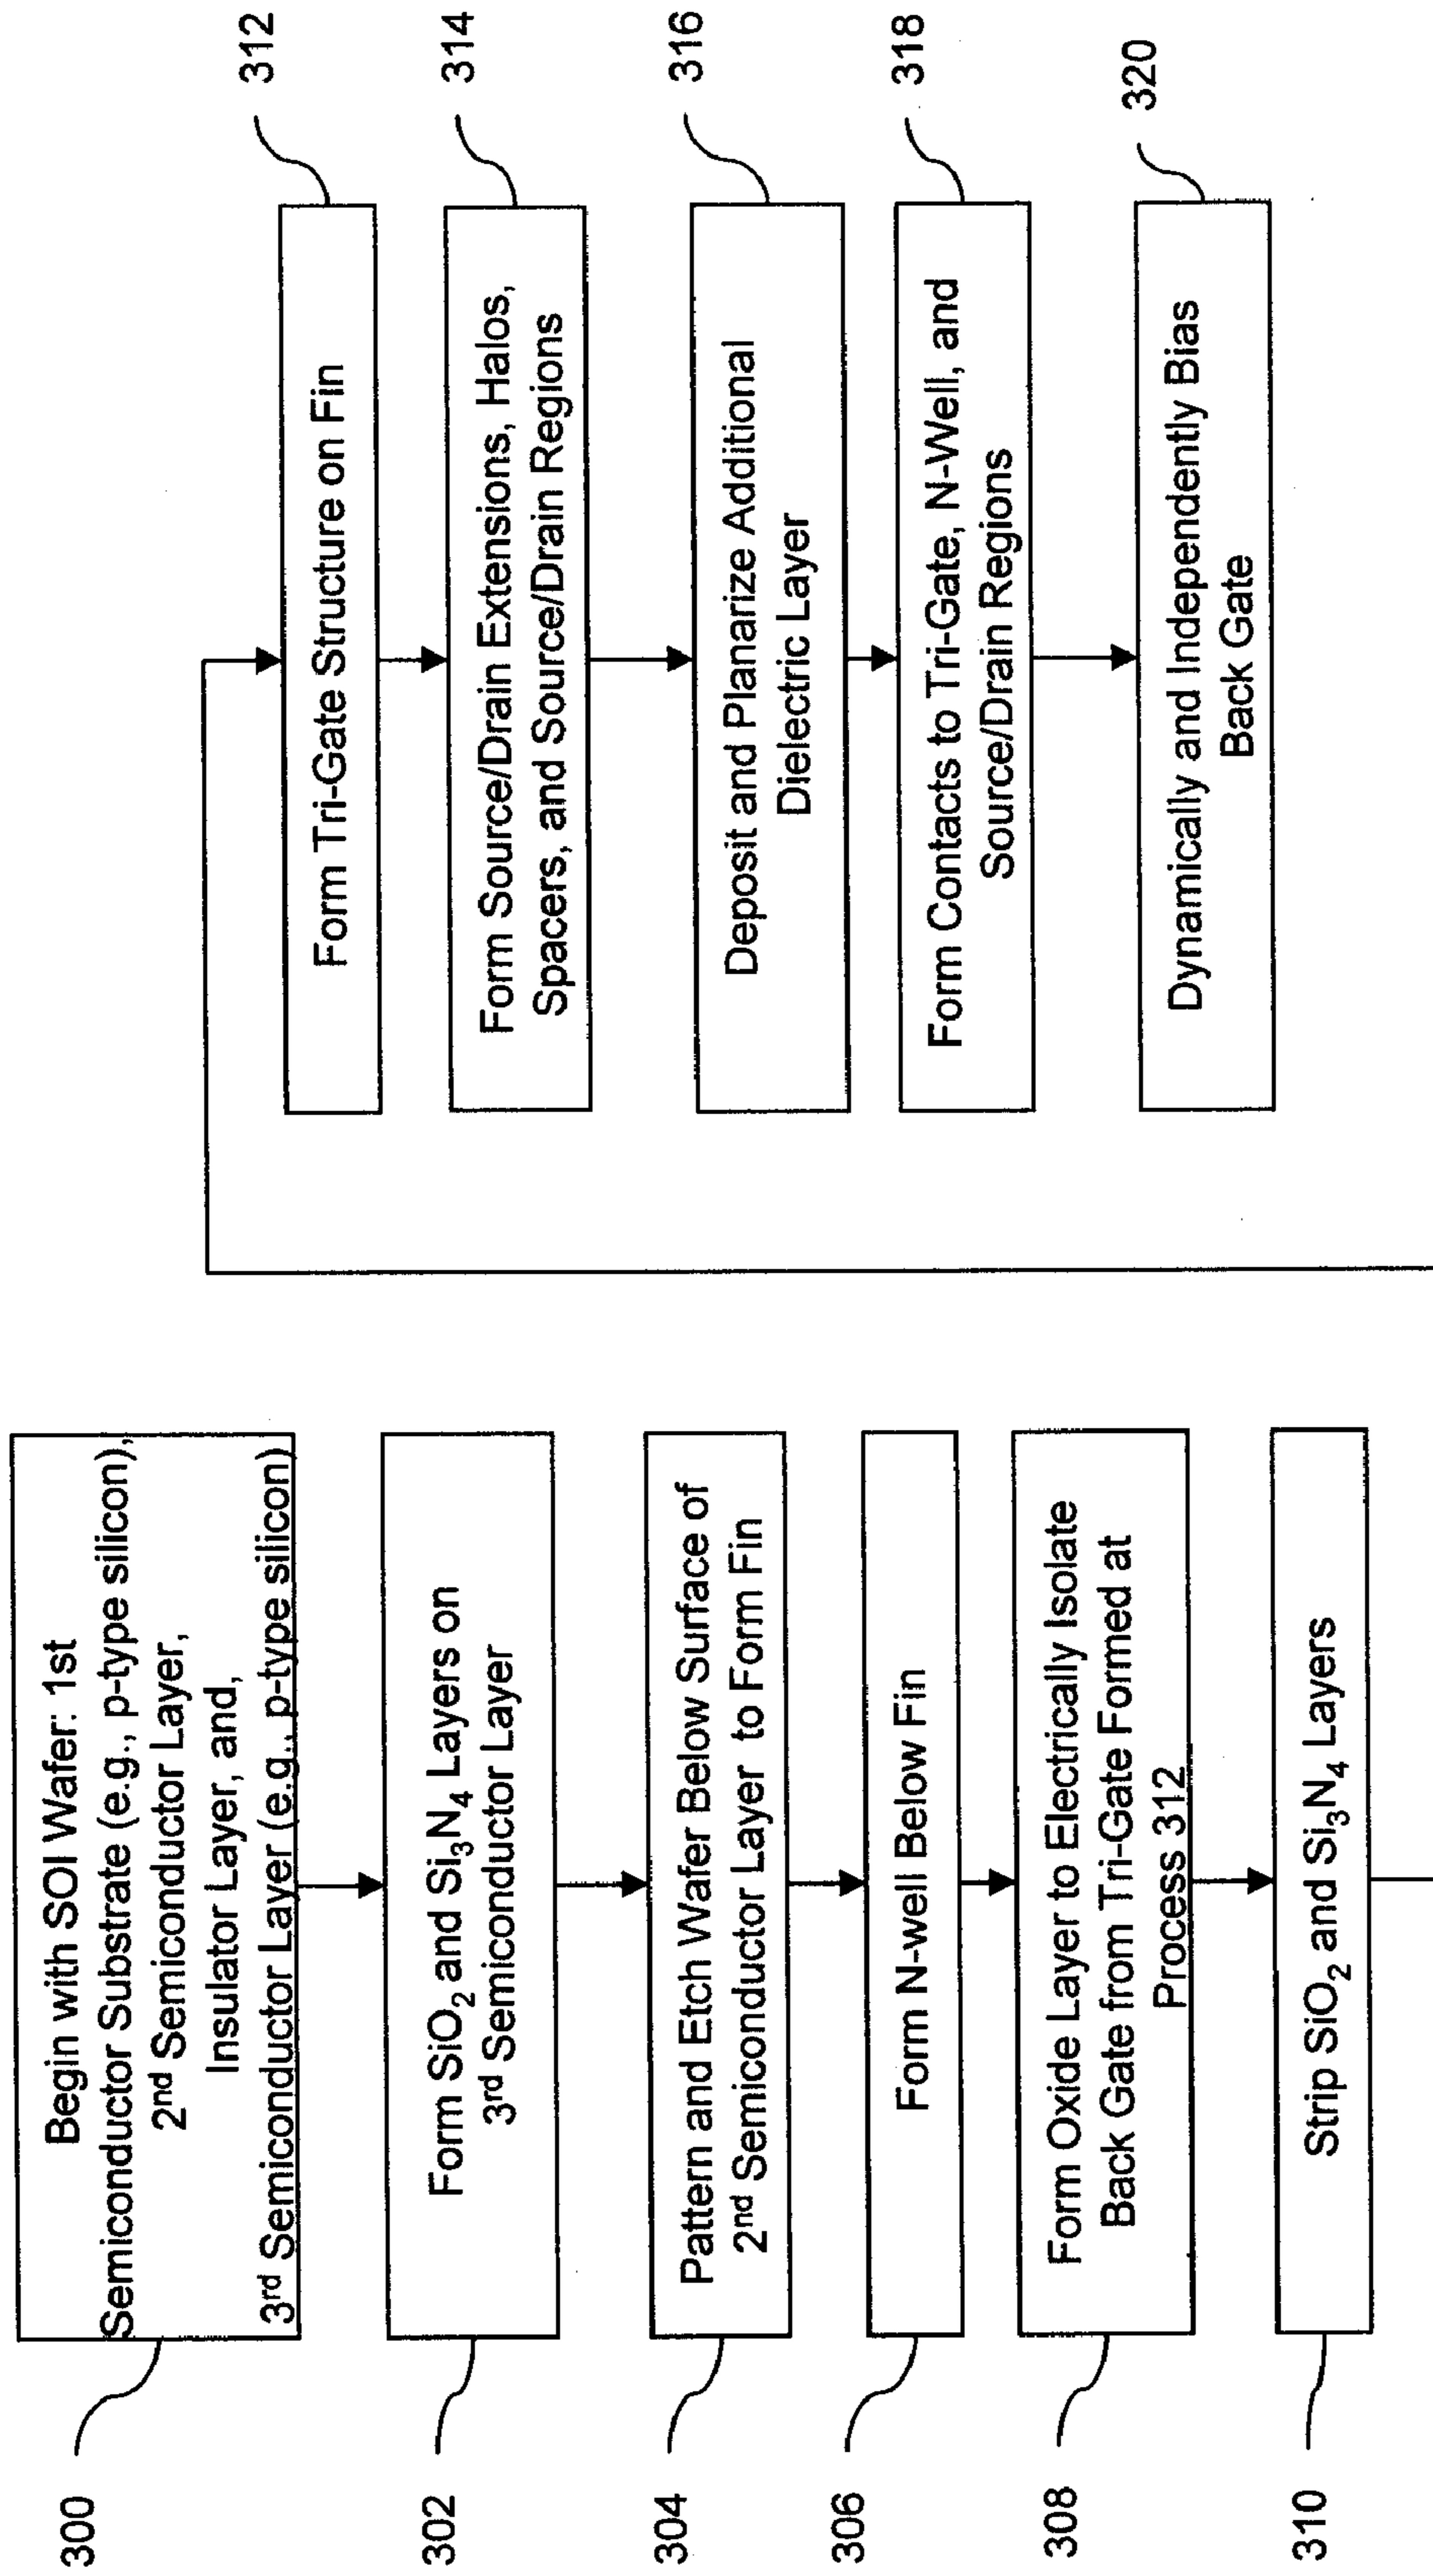 300
Begin with SOI Wafer: 1st
Semiconductor Substrate (e.g., p-type silicon),
2nd Semiconductor Layer,
Insulator Layer, and,
3rd Semiconductor Layer (e.g., p-type silicon)
302
Form SiO2 and Si3N4 Layers on
3rd Semiconductor Layer
304
Pattern and Etch Wafer Below Surface of
2nd Semiconductor Layer to Form Fin
306
Form N-well Below Fin
308
Form Oxide Layer to Electrically Isolate
Back Gate from Tri-Gate Formed at
Process 312
310
Strip SiO2 and Si3N4 Layers
Form Tri-Gate Structure on Fin
312
Form Source/Drain Extensions, Halos,
Spacers, and Source/Drain Regions
314
Deposit and Planarize Additional
Dielectric Layer
316
Form Contacts to Tri-Gate, N-Well, and
Source/Drain Regions
318
Dynamically and Independently Bias
Back Gate
320